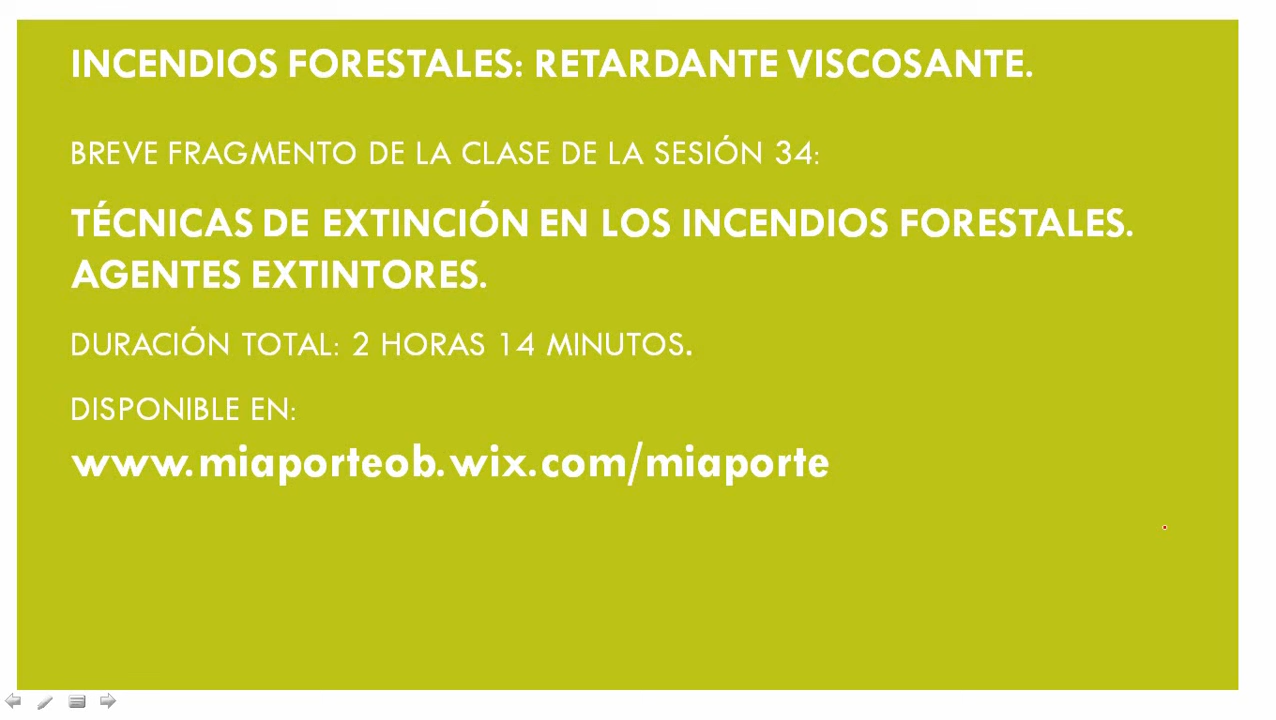 INCENDIOS FORESTALES: RETARDANTE VISCOSANTE.
BREVE FRAGMENTO DE LA CLASE DE LA SESIÓN 34:
TÉCNICAS DE EXTINCIÓN EN LOS INCENDIOS FORESTALES.
AGENTES EXTINTORES.
DURACIÓN TOTAL: 2 HORAS 14 MINUTOS.
DISPONIBLE EN:
www.miaporteob.wix.com/miaporte